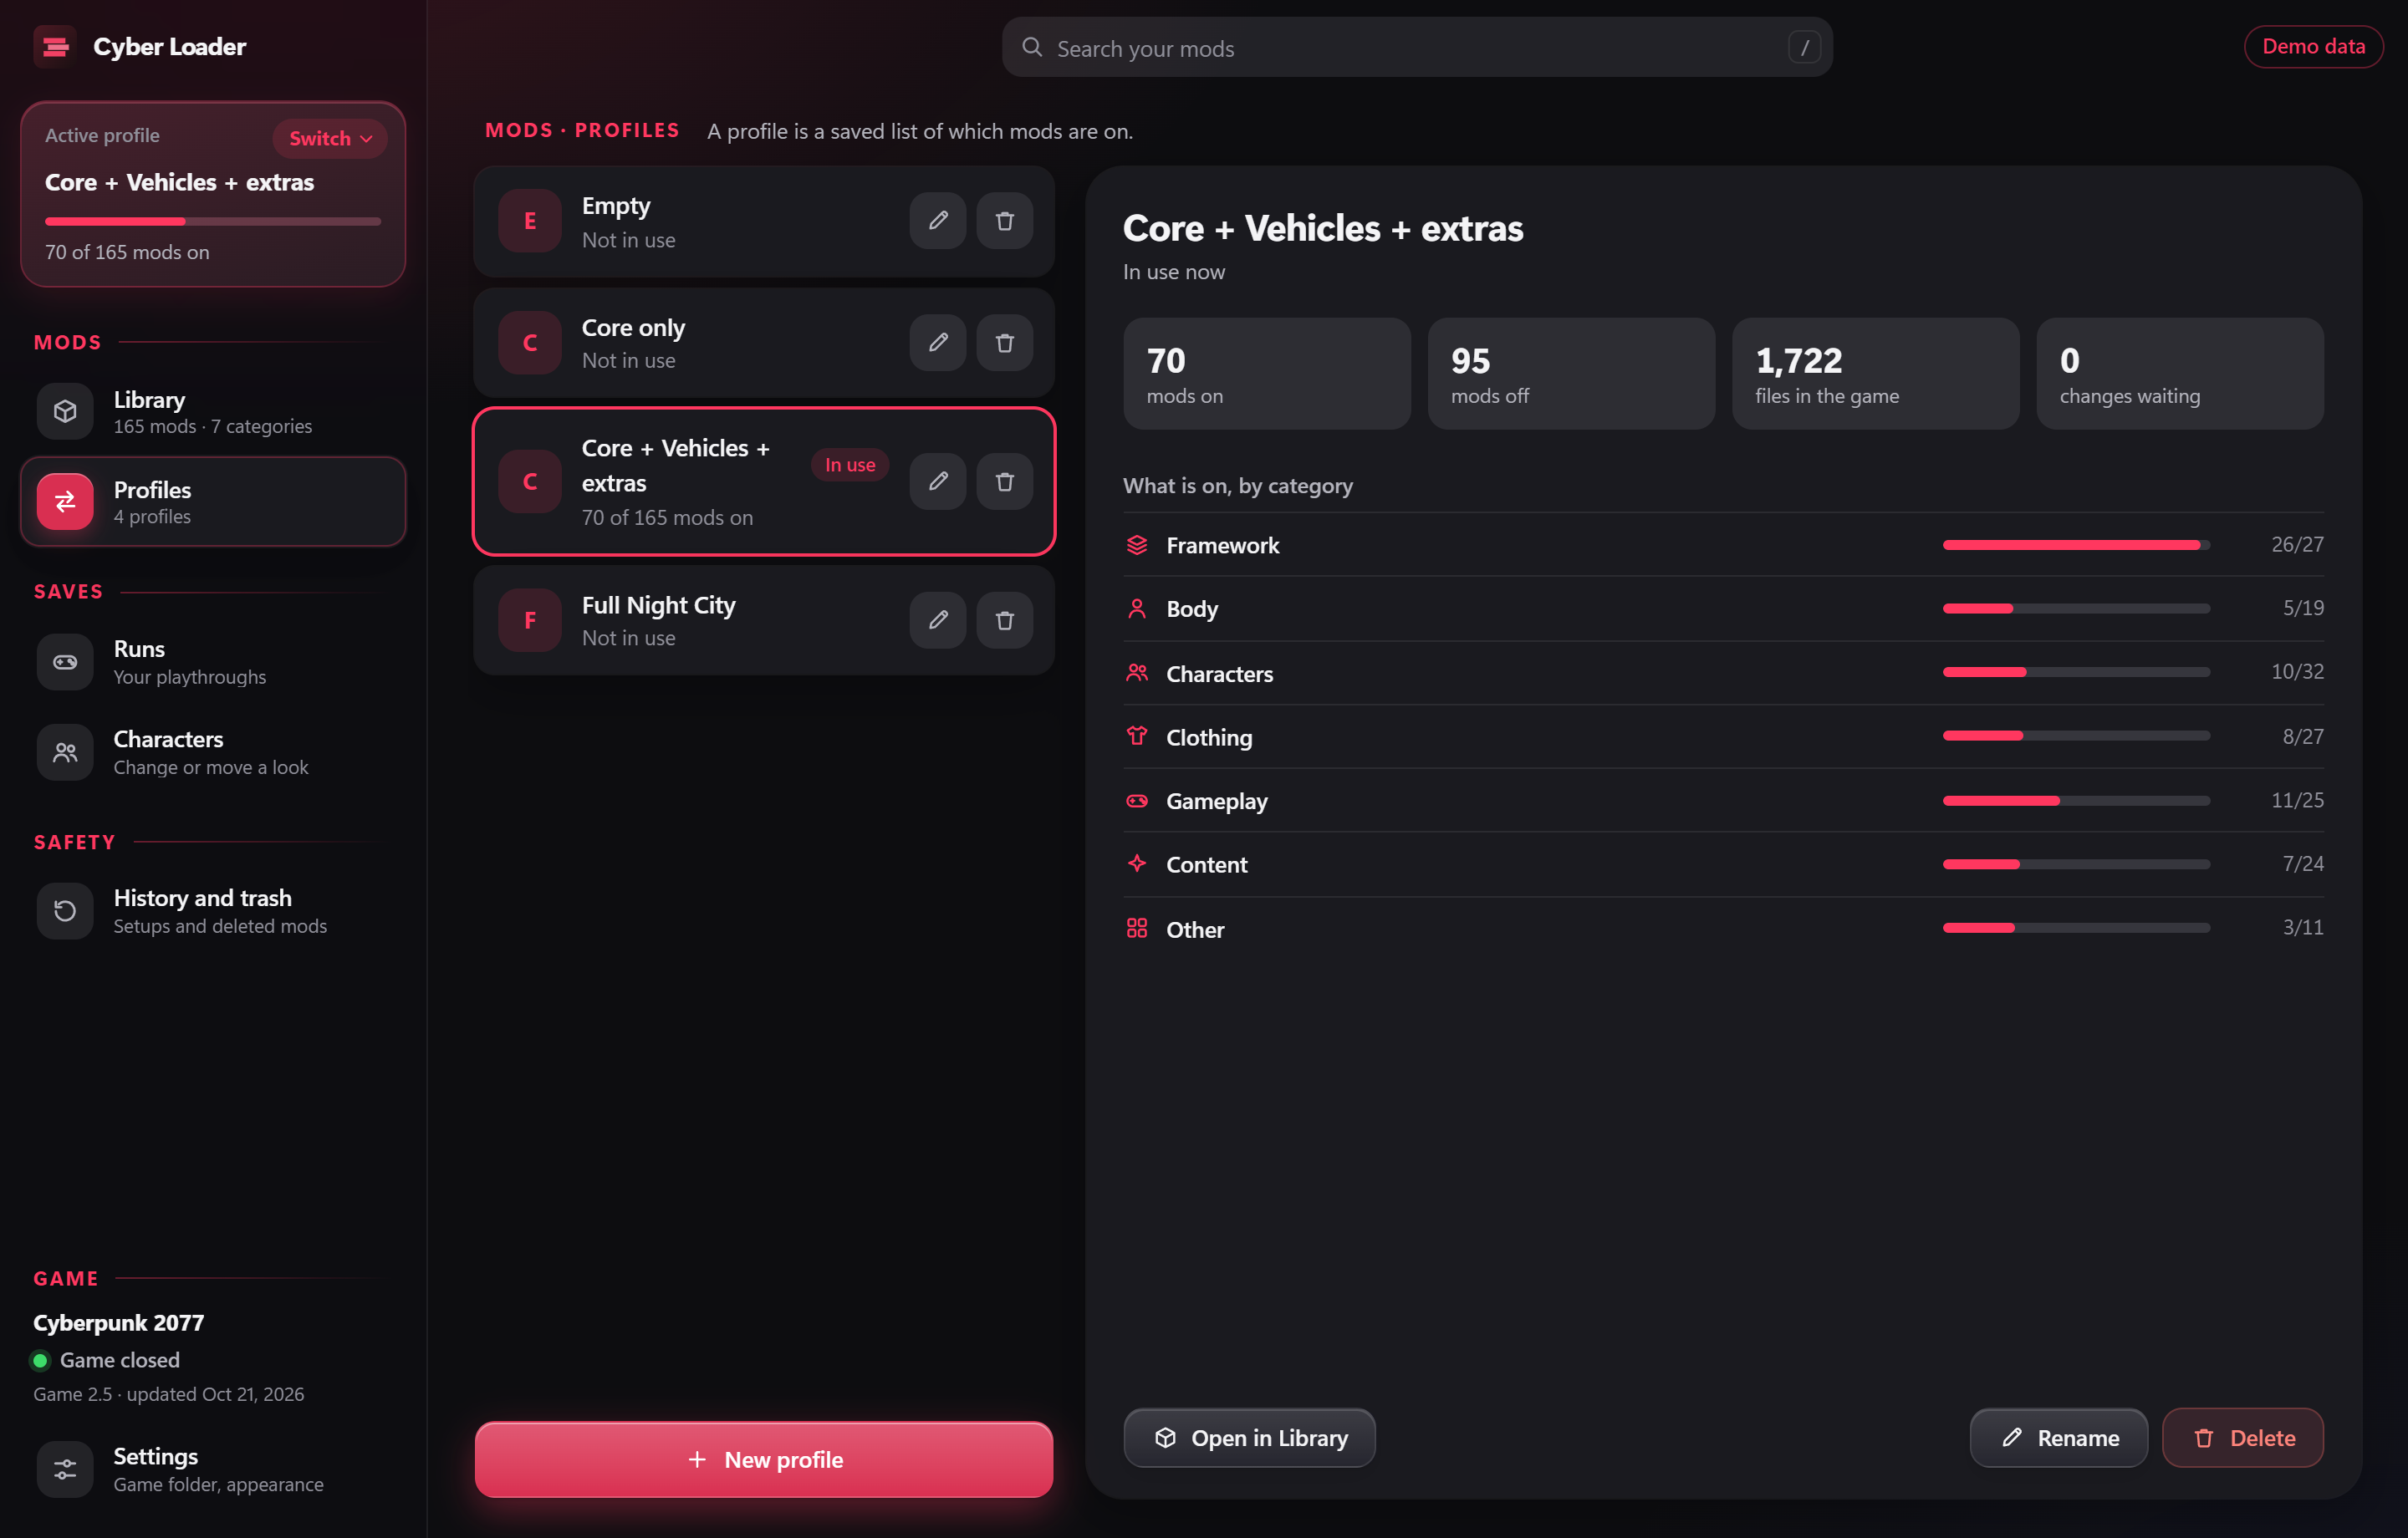 Cyber Loader
Search your mods
/
Demo data
Active profile
Switch
Core + Vehicles + extras
70 of 165 mods on
MODS
Library
165 mods · 7 categories
Profiles
4 profiles
SAVES
Runs
Your playthroughs
Characters
Change or move a look
SAFETY
History and trash
Setups and deleted mods
GAME
Cyberpunk 2077
Game closed
Game 2.5 · updated Oct 21, 2026
Settings
Game folder, appearance
MODS · PROFILES
A profile is a saved list of which mods are on.
E
Empty
Not in use
C
Core only
Not in use
C
Core + Vehicles +
extras
In use
70 of 165 mods on
F
Full Night City
Not in use
New profile
Core + Vehicles + extras
In use now
70
mods on
95
mods off
1,722
files in the game
0
changes waiting
What is on, by category
Framework
26/27
Body
5/19
Characters
10/32
Clothing
8/27
Gameplay
11/25
Content
7/24
Other
3/11
Open in Library
Rename
Delete